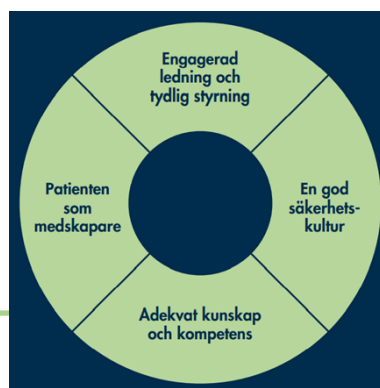 Engagerad
ledning och
tydlig styrning
Patienten
som
medskapare
En god
säkerhets-
kultur
Adekvat kunskap
och kompetens